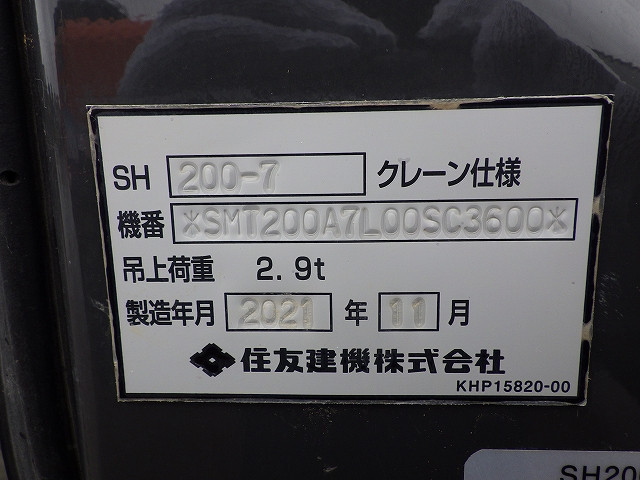 SH 200-7 クレーン仕様
機番 *SMT200A7L00SC3600*
吊上荷重 2.9t
製造年月 2021 年 11 月
住友建機株式会社
KHP15820-00
SH20